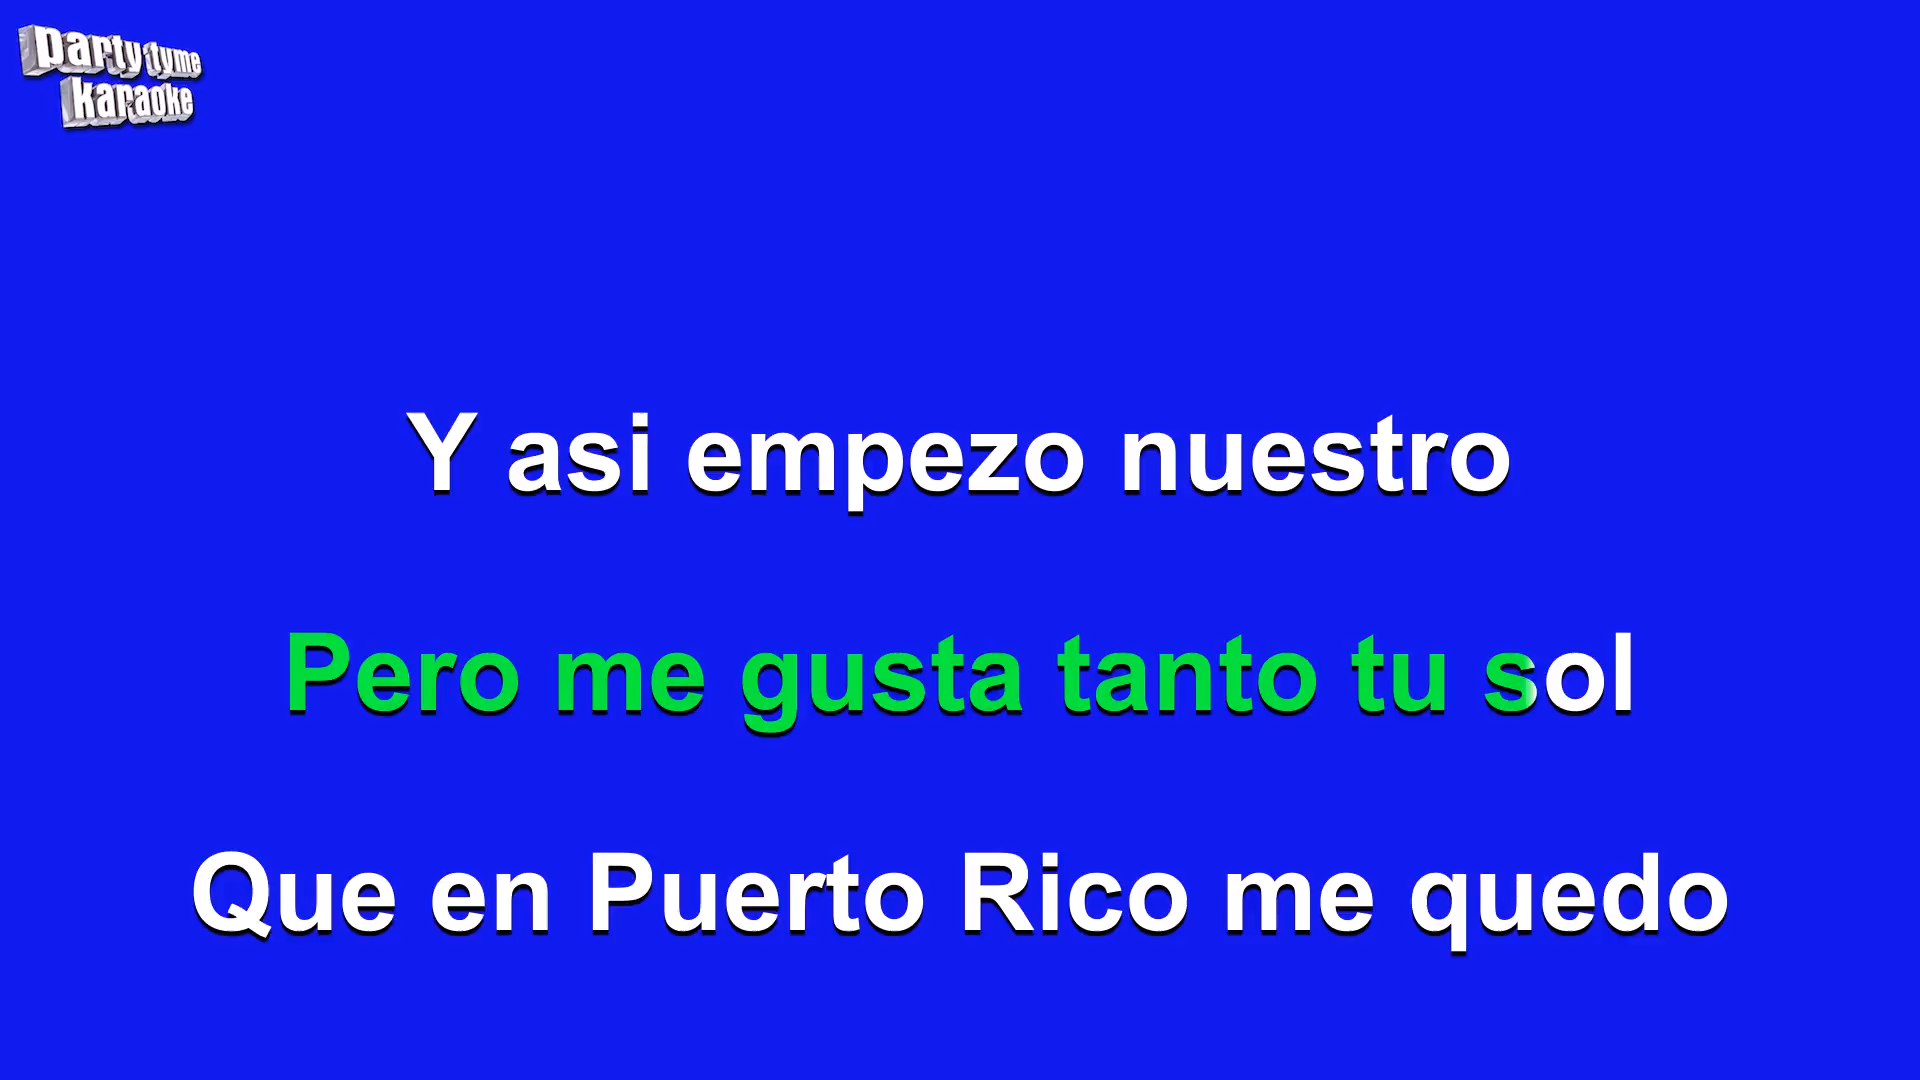 party tyme
karaoke
Y asi empezo nuestro
Pero me gusta tanto tu sol
Que en Puerto Rico me quedo